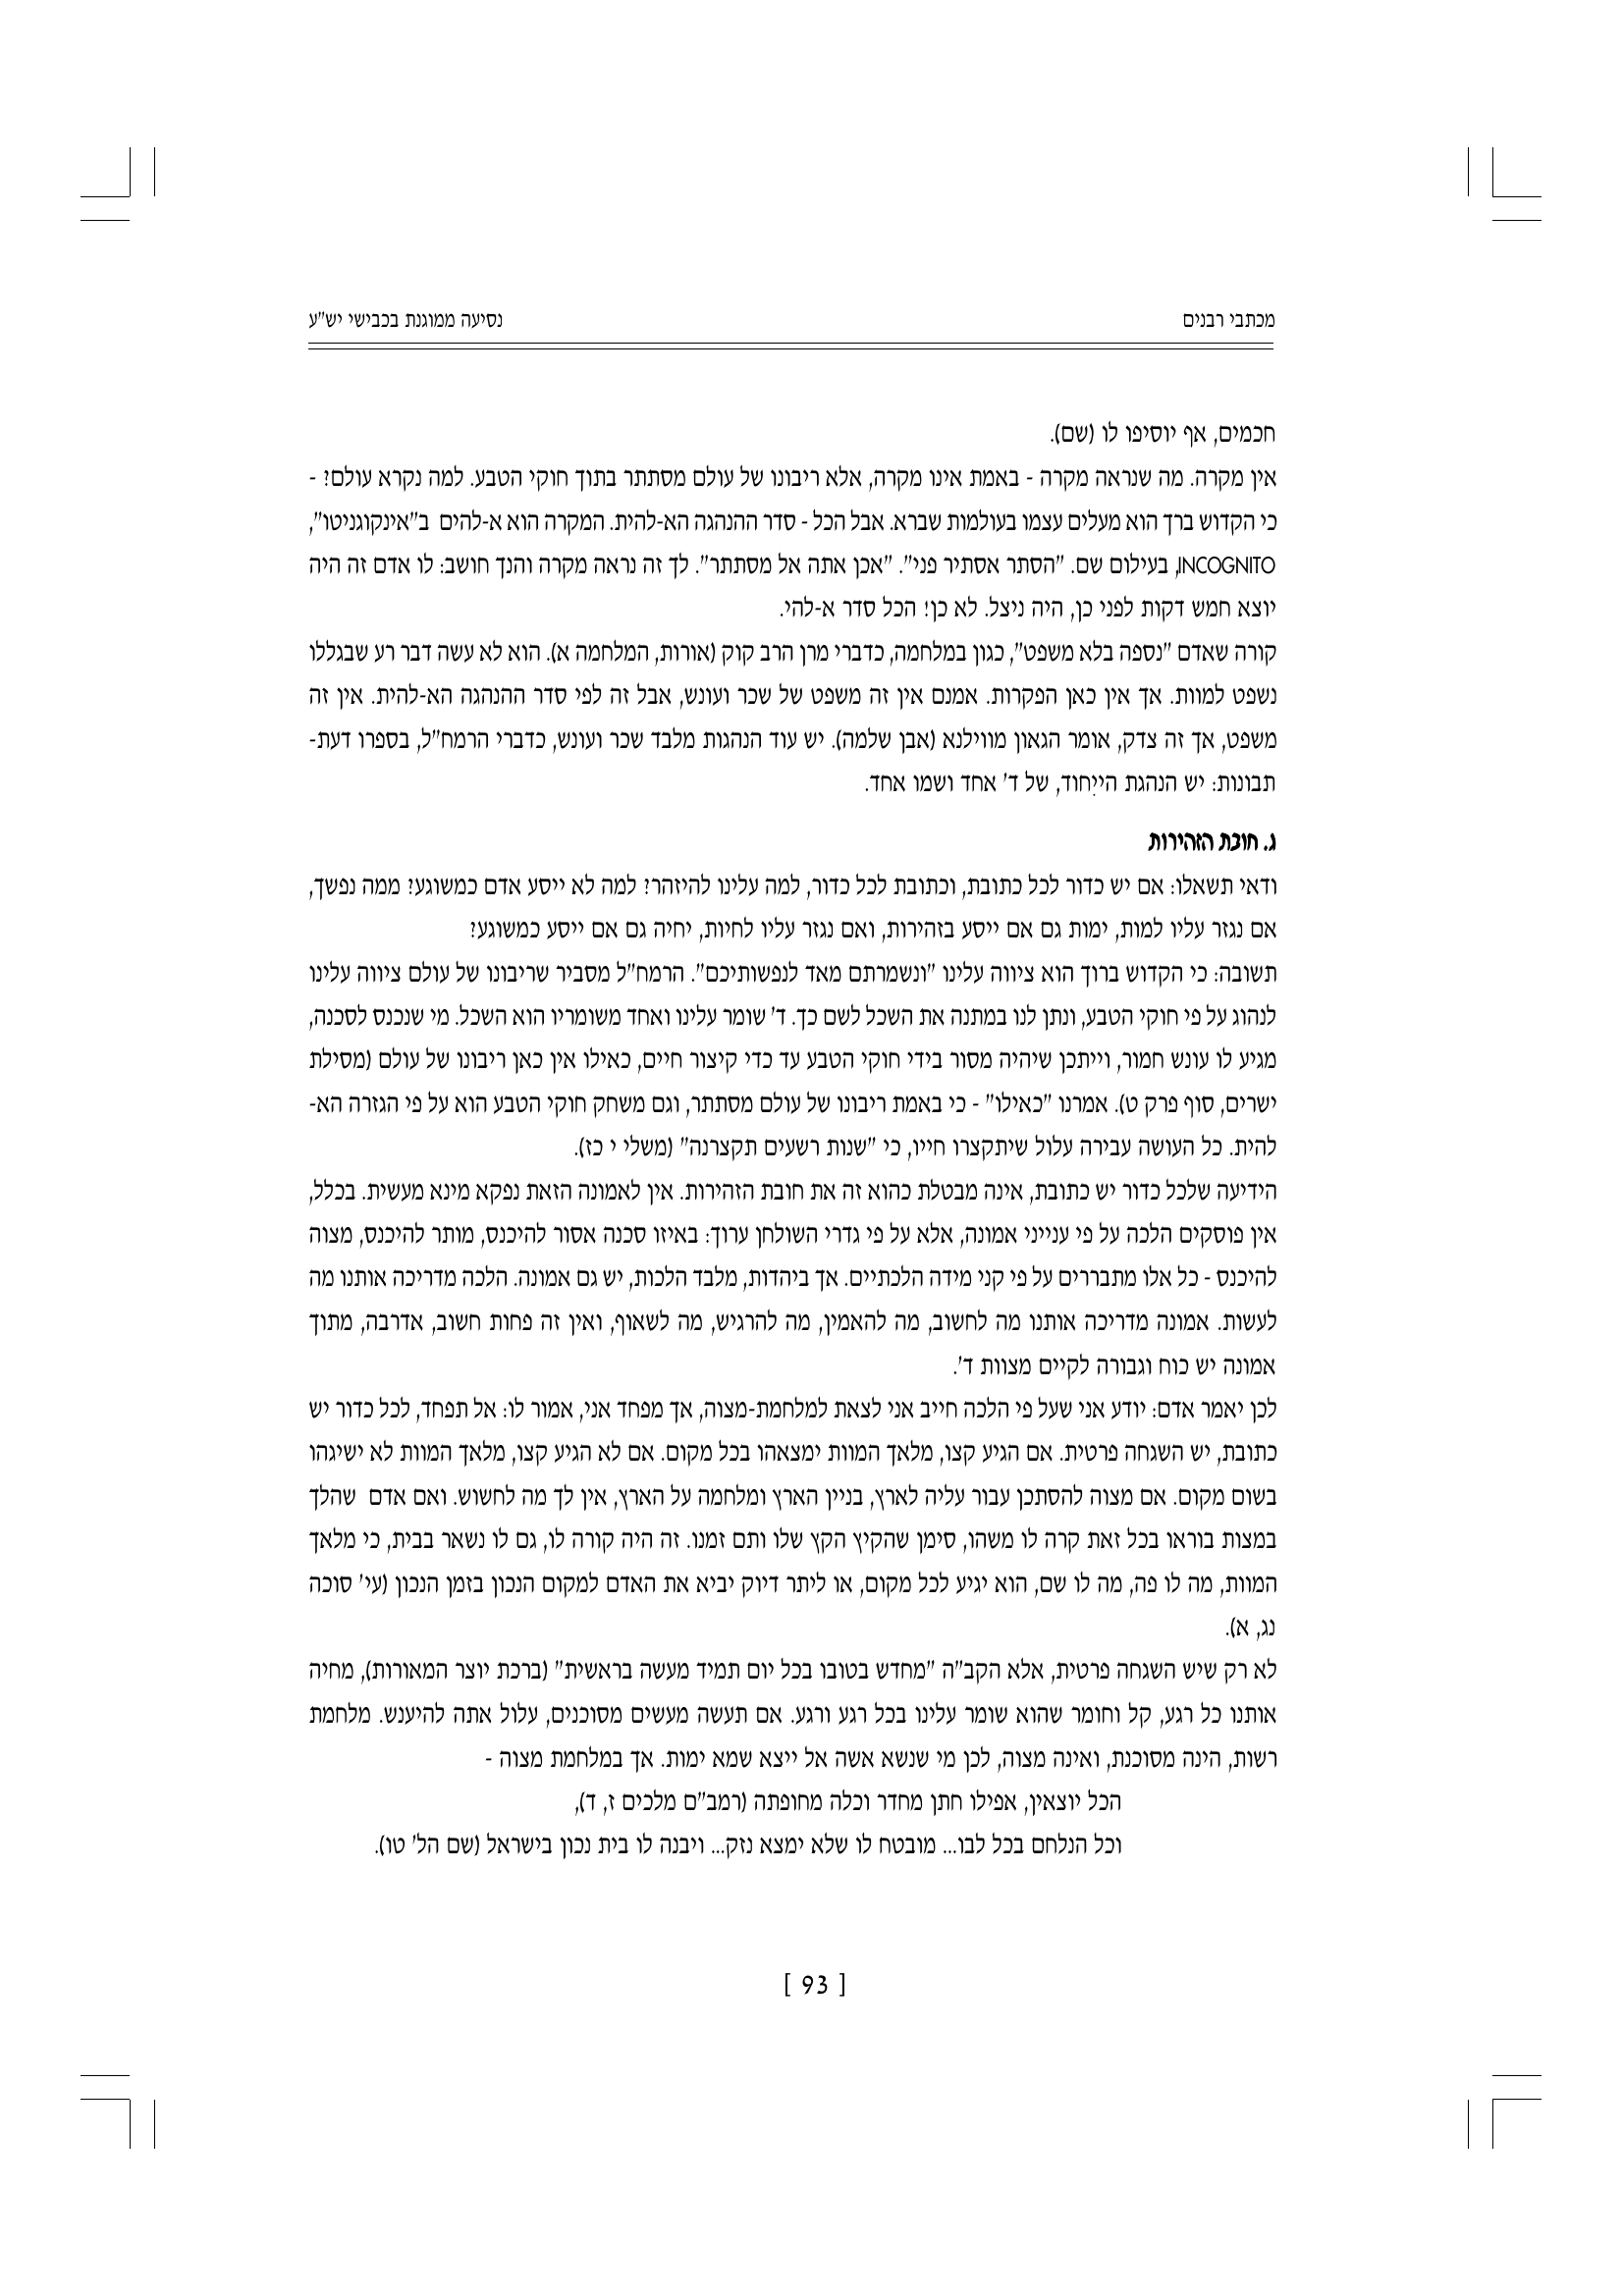 מכתבי רבנים נסיעה ממוגנת בכבישי יש"ע
חכמים, אף יוסיפו לו (שם).
אין מקרה. מה שנראה מקרה - באמת אינו מקרה, אלא ריבונו של עולם מסתתר בתוך חוקי הטבע. למה נקרא עולם? -
כי הקדוש ברך הוא מעלים עצמו בעולמות שברא. אבל הכל - סדר ההנהגה הא-להית. המקרה הוא א-להים ב"אינקוגניטו",
INCOGNITO, בעילום שם. "הסתר אסתיר פני". "אכן אתה אל מסתתר". לך זה נראה מקרה והנך חושב: לו אדם זה היה
יוצא חמש דקות לפני כן, היה ניצל. לא כן! הכל סדר א-להי.
קורה שאדם "נספה בלא משפט", כגון במלחמה, כדברי מרן הרב קוק (אורות, המלחמה א). הוא לא עשה דבר רע שבגללו
נשפט למוות. אך אין כאן הפקרות. אמנם אין זה משפט של שכר ועונש, אבל זה לפי סדר ההנהגה הא-להית. אין זה
משפט, אך זה צדק, אומר הגאון מווילנא (אבן שלמה). יש עוד הנהגות מלבד שכר ועונש, כדברי הרמח"ל, בספרו דעת-
תבונות: יש הנהגת הייִחוד, של ד' אחד ושמו אחד.
ג. חובת הזהירות
ודאי תשאלו: אם יש כדור לכל כתובת, וכתובת לכל כדור, למה עלינו להיזהר? למה לא ייסע אדם כמשוגע? ממה נפשך,
אם נגזר עליו למות, ימות גם אם ייסע בזהירות, ואם נגזר עליו לחיות, יחיה גם אם ייסע כמשוגע?
תשובה: כי הקדוש ברוך הוא ציווה עלינו "ונשמרתם מאד לנפשותיכם". הרמח"ל מסביר שריבונו של עולם ציווה עלינו
לנהוג על פי חוקי הטבע, ונתן לנו במתנה את השכל לשם כך. ד' שומר עלינו ואחד משומריו הוא השכל. מי שנכנס לסכנה,
מגיע לו עונש חמור, וייתכן שיהיה מסור בידי חוקי הטבע עד כדי קיצור חיים, כאילו אין כאן ריבונו של עולם (מסילת
ישרים, סוף פרק ט). אמרנו "כאילו" - כי באמת ריבונו של עולם מסתתר, וגם משחק חוקי הטבע הוא על פי הגזרה הא-
להית. כל העושה עבירה עלול שיתקצרו חייו, כי "שנות רשעים תקצרנה" (משלי י כז).
הידיעה שלכל כדור יש כתובת, אינה מבטלת כהוא זה את חובת הזהירות. אין לאמונה הזאת נפקא מינא מעשית. בכלל,
אין פוסקים הלכה על פי ענייני אמונה, אלא על פי גדרי השולחן ערוך: באיזו סכנה אסור להיכנס, מותר להיכנס, מצוה
להיכנס - כל אלו מתבררים על פי קני מידה הלכתיים. אך ביהדות, מלבד הלכות, יש גם אמונה. הלכה מדריכה אותנו מה
לעשות. אמונה מדריכה אותנו מה לחשוב, מה להאמין, מה להרגיש, מה לשאוף, ואין זה פחות חשוב, אדרבה, מתוך
אמונה יש כוח וגבורה לקיים מצוות ד'.
לכן יאמר אדם: יודע אני שעל פי הלכה חייב אני לצאת למלחמת-מצוה, אך מפחד אני, אמור לו: אל תפחד, לכל כדור יש
כתובת, יש השגחה פרטית. אם הגיע קצו, מלאך המוות ימצאהו בכל מקום. אם לא הגיע קצו, מלאך המוות לא ישיגהו
בשום מקום. אם מצוה להסתכן עבור עליה לארץ, בניין הארץ ומלחמה על הארץ, אין לך מה לחשוש. ואם אדם שהלך
במצות בוראו בכל זאת קרה לו משהו, סימן שהקיץ הקץ שלו ותם זמנו. זה היה קורה לו, גם לו נשאר בבית, כי מלאך
המוות, מה לו פה, מה לו שם, הוא יגיע לכל מקום, או ליתר דיוק יביא את האדם למקום הנכון בזמן הנכון (עי' סוכה
נג, א).
לא רק שיש השגחה פרטית, אלא הקב"ה "מחדש בטובו בכל יום תמיד מעשה בראשית" (ברכת יוצר המאורות), מחיה
אותנו כל רגע, קל וחומר שהוא שומר עלינו בכל רגע ורגע. אם תעשה מעשים מסוכנים, עלול אתה להיענש. מלחמת
רשות, הינה מסוכנת, ואינה מצוה, לכן מי שנשא אשה אל ייצא שמא ימות. אך במלחמת מצוה -
הכל יוצאין, אפילו חתן מחדר וכלה מחופתה (רמב"ם מלכים ז, ד),
וכל הנלחם בכל לבו... מובטח לו שלא ימצא נזק... ויבנה לו בית נכון בישראל (שם הל' טו).
[ 93 ]